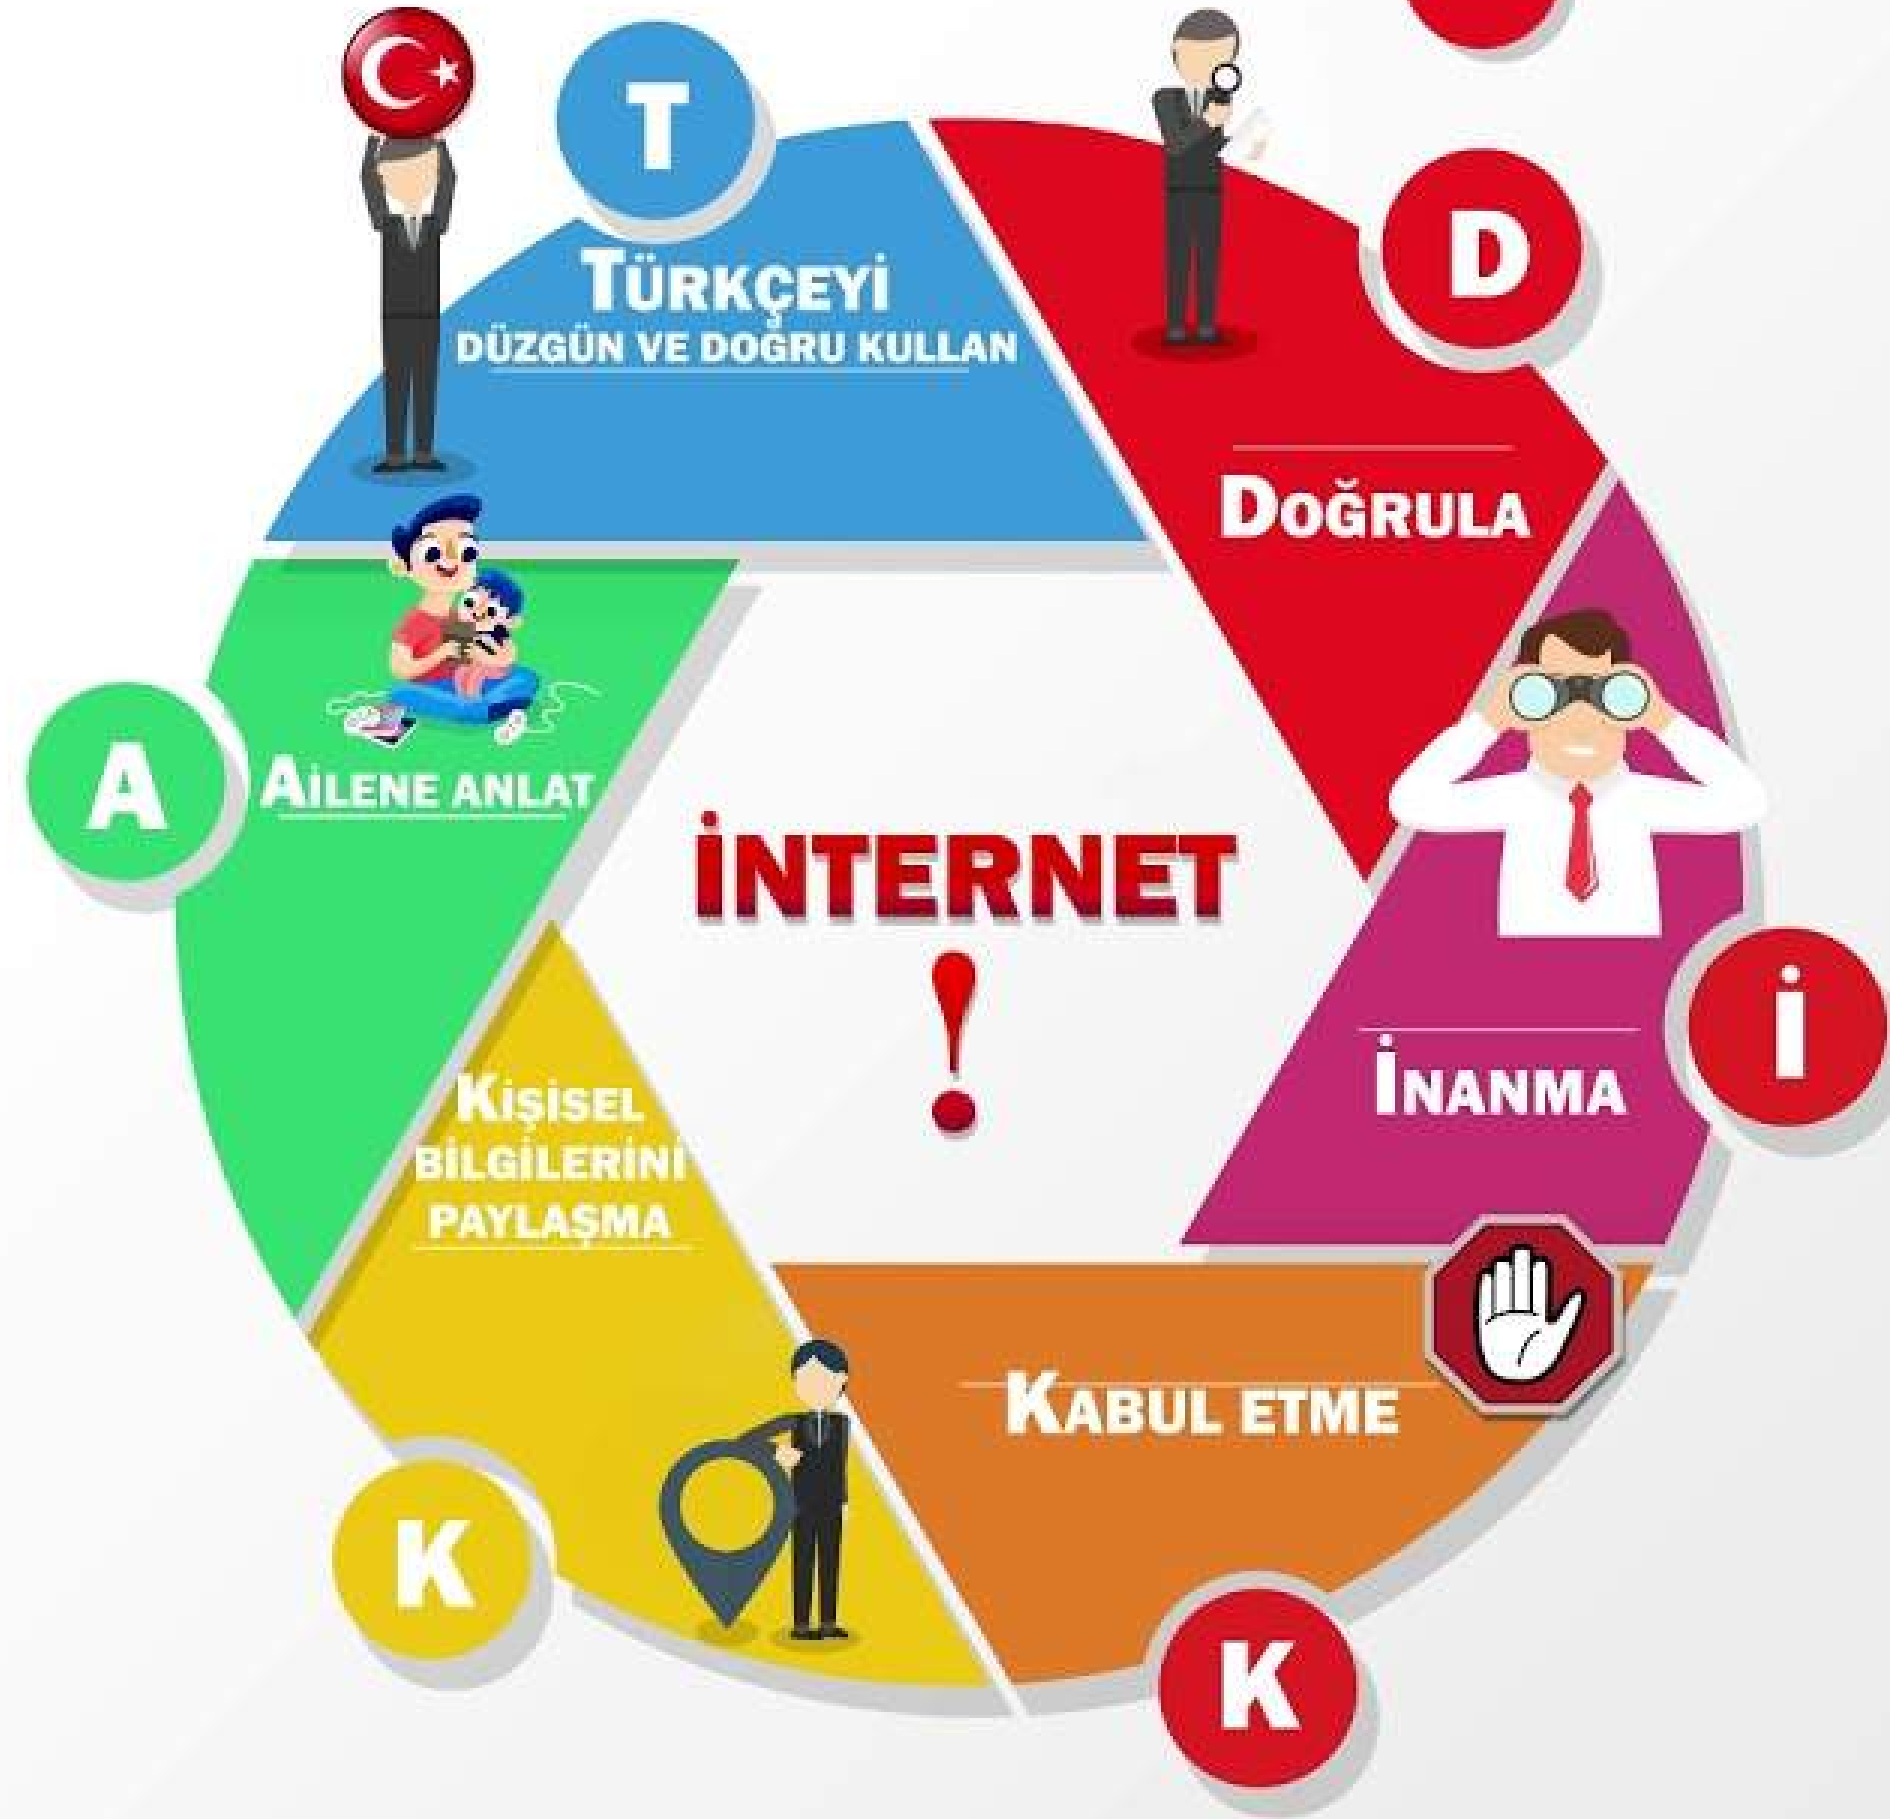 T
TÜRKÇEYİ
DÜZGÜN VE DOĞRU KULLAN
D
DOĞRULA
A
AİLENE ANLAT
İNTERNET
!
İ
İNANMA
KİŞİSEL
BİLGİLERİNİ
PAYLAŞMA
KABUL ETME
K
K